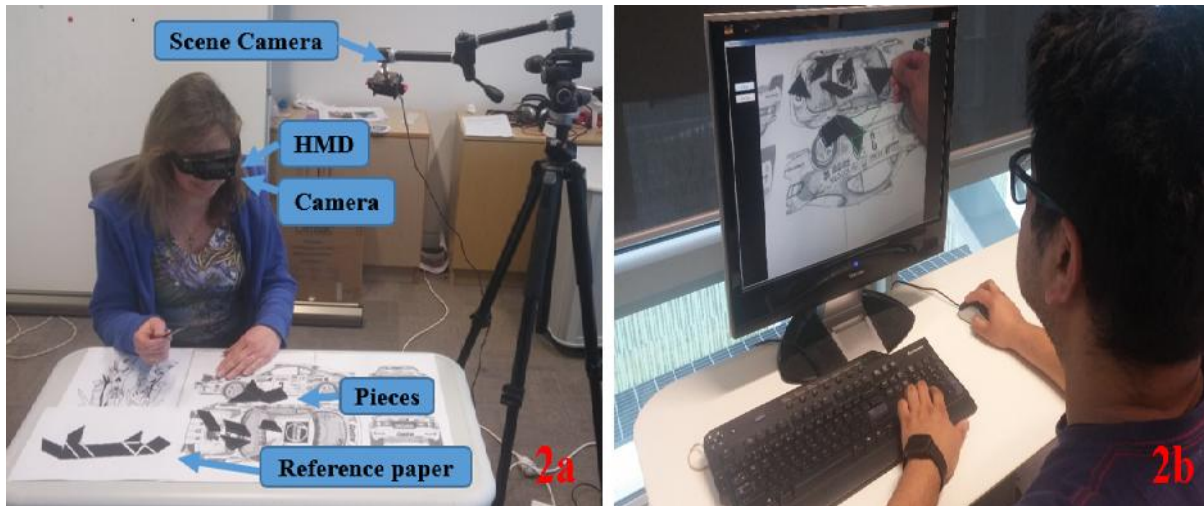 Scene Camera
HMD
Camera
Pieces
Reference paper
2a
2b